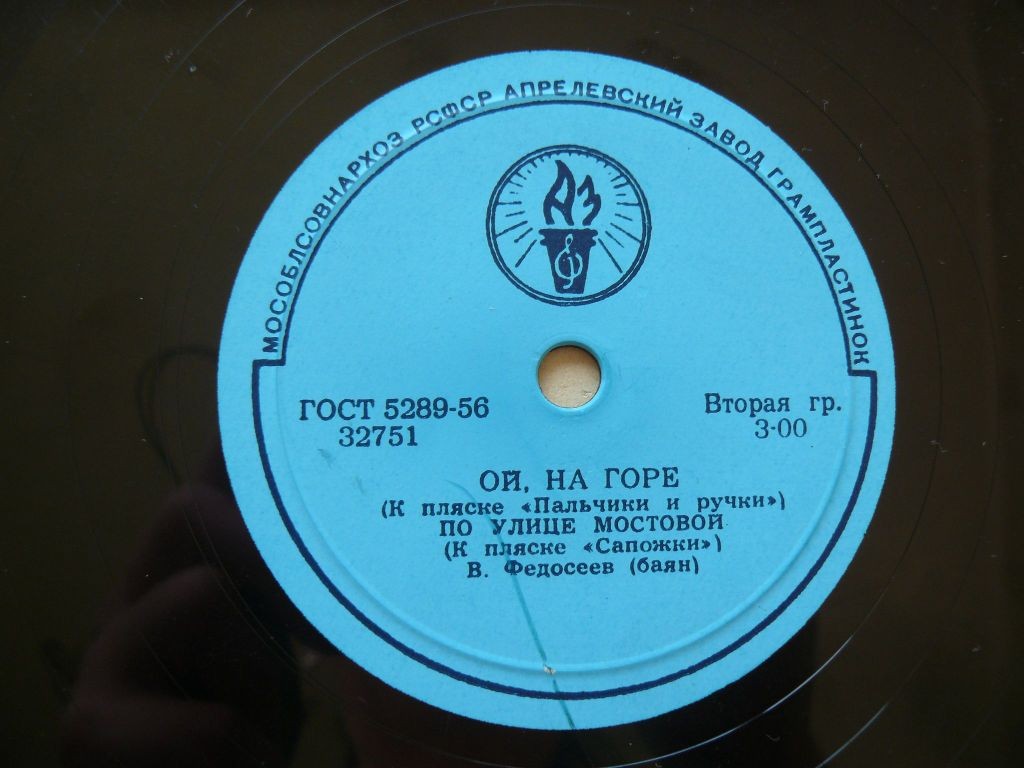 МОСОБЛСОВНАРХОЗ РСФСР АПРЕЛЕВСКИЙ ЗАВОД ГРАМПЛАСТИНОК
АЗ
ГОСТ 5289-56
32751
Вторая гр.
3-00
ОЙ, НА ГОРЕ
(К пляске «Пальчики и ручки»)
ПО УЛИЦЕ МОСТОВОЙ
(К пляске «Сапожки»)
В. Федосеев (баян)